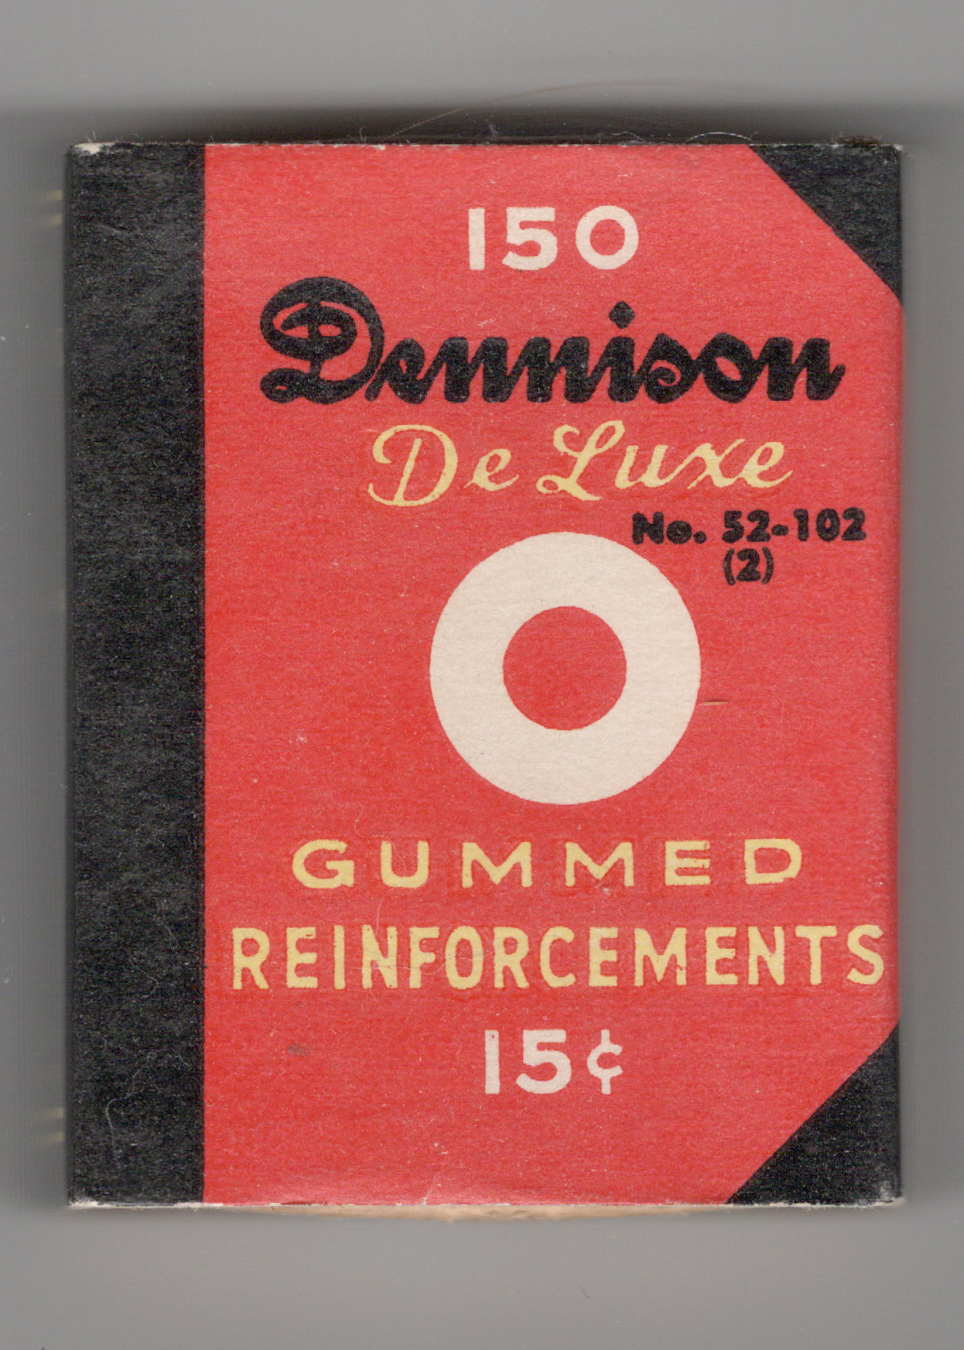 150
Dennison
De Luxe
No. 52-102
(2)
GUMMED
REINFORCEMENTS
15¢